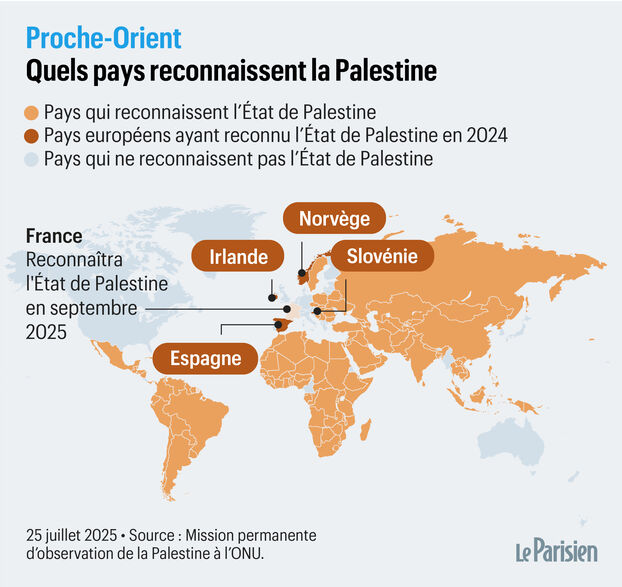 Proche-Orient
Quels pays reconnaissent la Palestine
Pays qui reconnaissent l'État de Palestine
Pays européens ayant reconnu l'État de Palestine en 2024
Pays qui ne reconnaissent pas l'État de Palestine
Norvège
France
Reconnaîtra
l'État de Palestine
en septembre
2025
Irlande
Slovénie
Espagne
25 juillet 2025 • Source : Mission permanente
d'observation de la Palestine à l'ONU.
Le Parisien